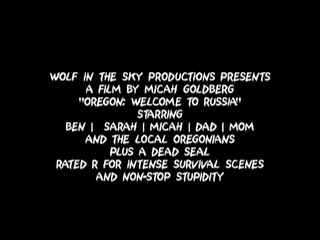 WOLF IN THE SKY PRODUCTIONS PRESENTS
A FILM BY MICAH GOLDBERG
"OREGON: WELCOME TO RUSSIA"
STARRING
BEN | SARAH | MICAH | DAD | MOM
AND THE LOCAL OREGONIANS
PLUS A DEAD SEAL
RATED R FOR INTENSE SURVIVAL SCENES
AND NON-STOP STUPIDITY